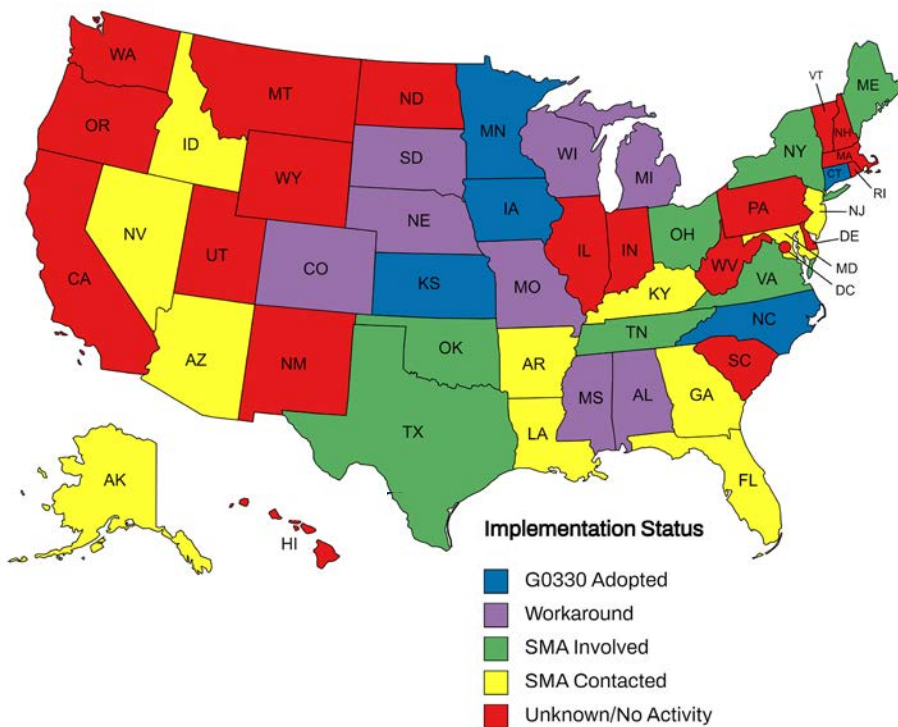 WA
MT
ND
MN
VT
ME
OR
ID
SD
WI
MI
NY
NH
MA
CT
RI
WY
NE
IA
PA
NJ
NV
UT
CO
IL
IN
OH
DE
MD
DC
CA
KS
MO
KY
WV
VA
AZ
NM
OK
AR
TN
NC
SC
TX
LA
MS
AL
GA
FL
AK
HI
Implementation Status
G0330 Adopted
Workaround
SMA Involved
SMA Contacted
Unknown/No Activity